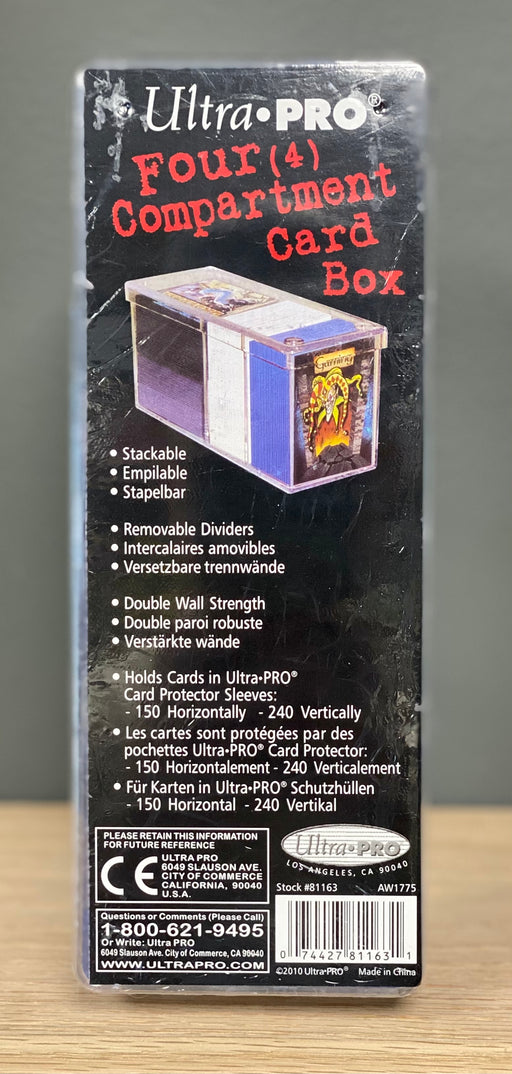 Ultra•PRO®
Four (4)
Compartment
Card
Box
Gaming
• Stackable
• Empilable
• Stapelbar
• Removable Dividers
• Intercalaires amovibles
• Versetzbare trennwände
• Double Wall Strength
• Double paroi robuste
• Verstärkte wände
• Holds Cards in Ultra•PRO®
Card Protector Sleeves:
- 150 Horizontally - 240 Vertically
• Les cartes sont protégées par des
pochettes Ultra•PRO® Card Protector:
- 150 Horizontalement - 240 Verticalement
• Für Karten in Ultra•PRO® Schutzhüllen
- 150 Horizontal - 240 Vertikal
PLEASE RETAIN THIS INFORMATION
FOR FUTURE REFERENCE
CE
ULTRA PRO
6049 SLAUSON AVE.
CITY OF COMMERCE
CALIFORNIA, 90040
U.S.A.
Questions or Comments (Please Call)
1-800-621-9495
Or Write: Ultra PRO
6049 Slauson Ave. City of Commerce, CA 90040
WWW.ULTRAPRO.COM
Ultra•PRO
LOS ANGELES, CA 90040
Stock #81163 AW1775
0 74427 81163 1
©2010 Ultra•PRO® Made in China